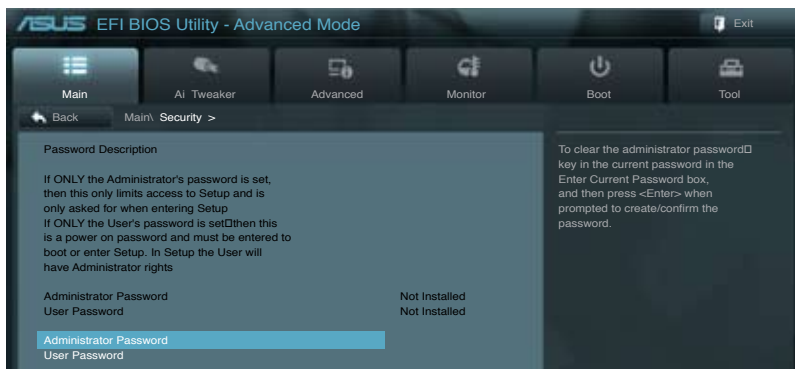 ASUS EFI BIOS Utility - Advanced Mode
Exit
Main Ai Tweaker Advanced Monitor Boot Tool
Back Main\ Security >
Password Description
If ONLY the Administrator's password is set,
then this only limits access to Setup and is
only asked for when entering Setup
If ONLY the User's password is set□then this
is a power on password and must be entered to
boot or enter Setup. In Setup the User will
have Administrator rights
Administrator Password Not Installed
User Password Not Installed
Administrator Password
User Password
To clear the administrator password□
key in the current password in the
Enter Current Password box,
and then press <Enter> when
prompted to create/confirm the
password.